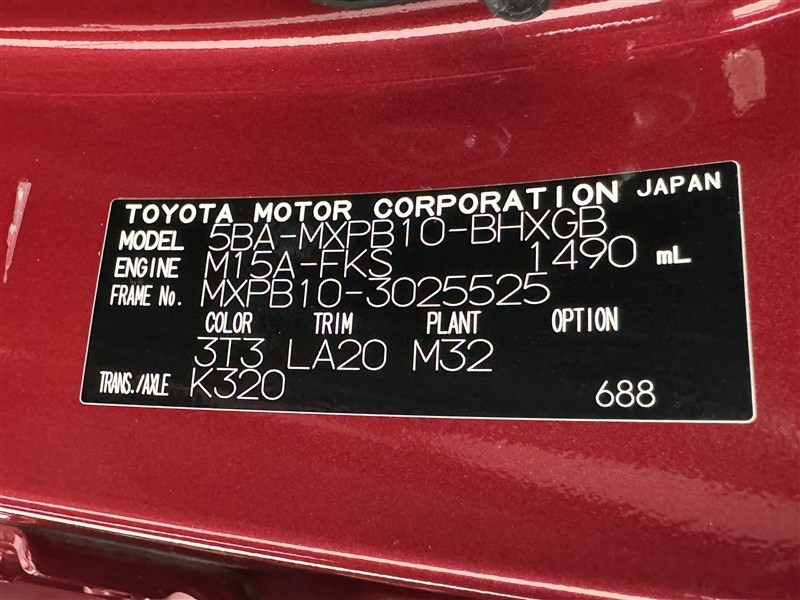 TOYOTA MOTOR CORPORATION JAPAN
MODEL 5BA-MXPB10-BHXGB
ENGINE M15A-FKS 1490 mL
FRAME No. MXPB10-3025525
COLOR TRIM PLANT OPTION
3T3 LA20 M32
TRANS./AXLE K320 688